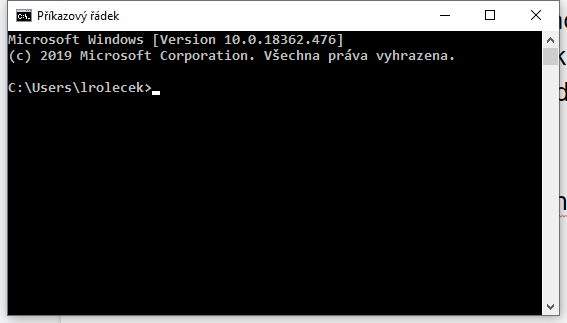 Příkazový řádek
Microsoft Windows [Version 10.0.18362.476]
(c) 2019 Microsoft Corporation. Všechna práva vyhrazena.
C:\Users\lrolecek>